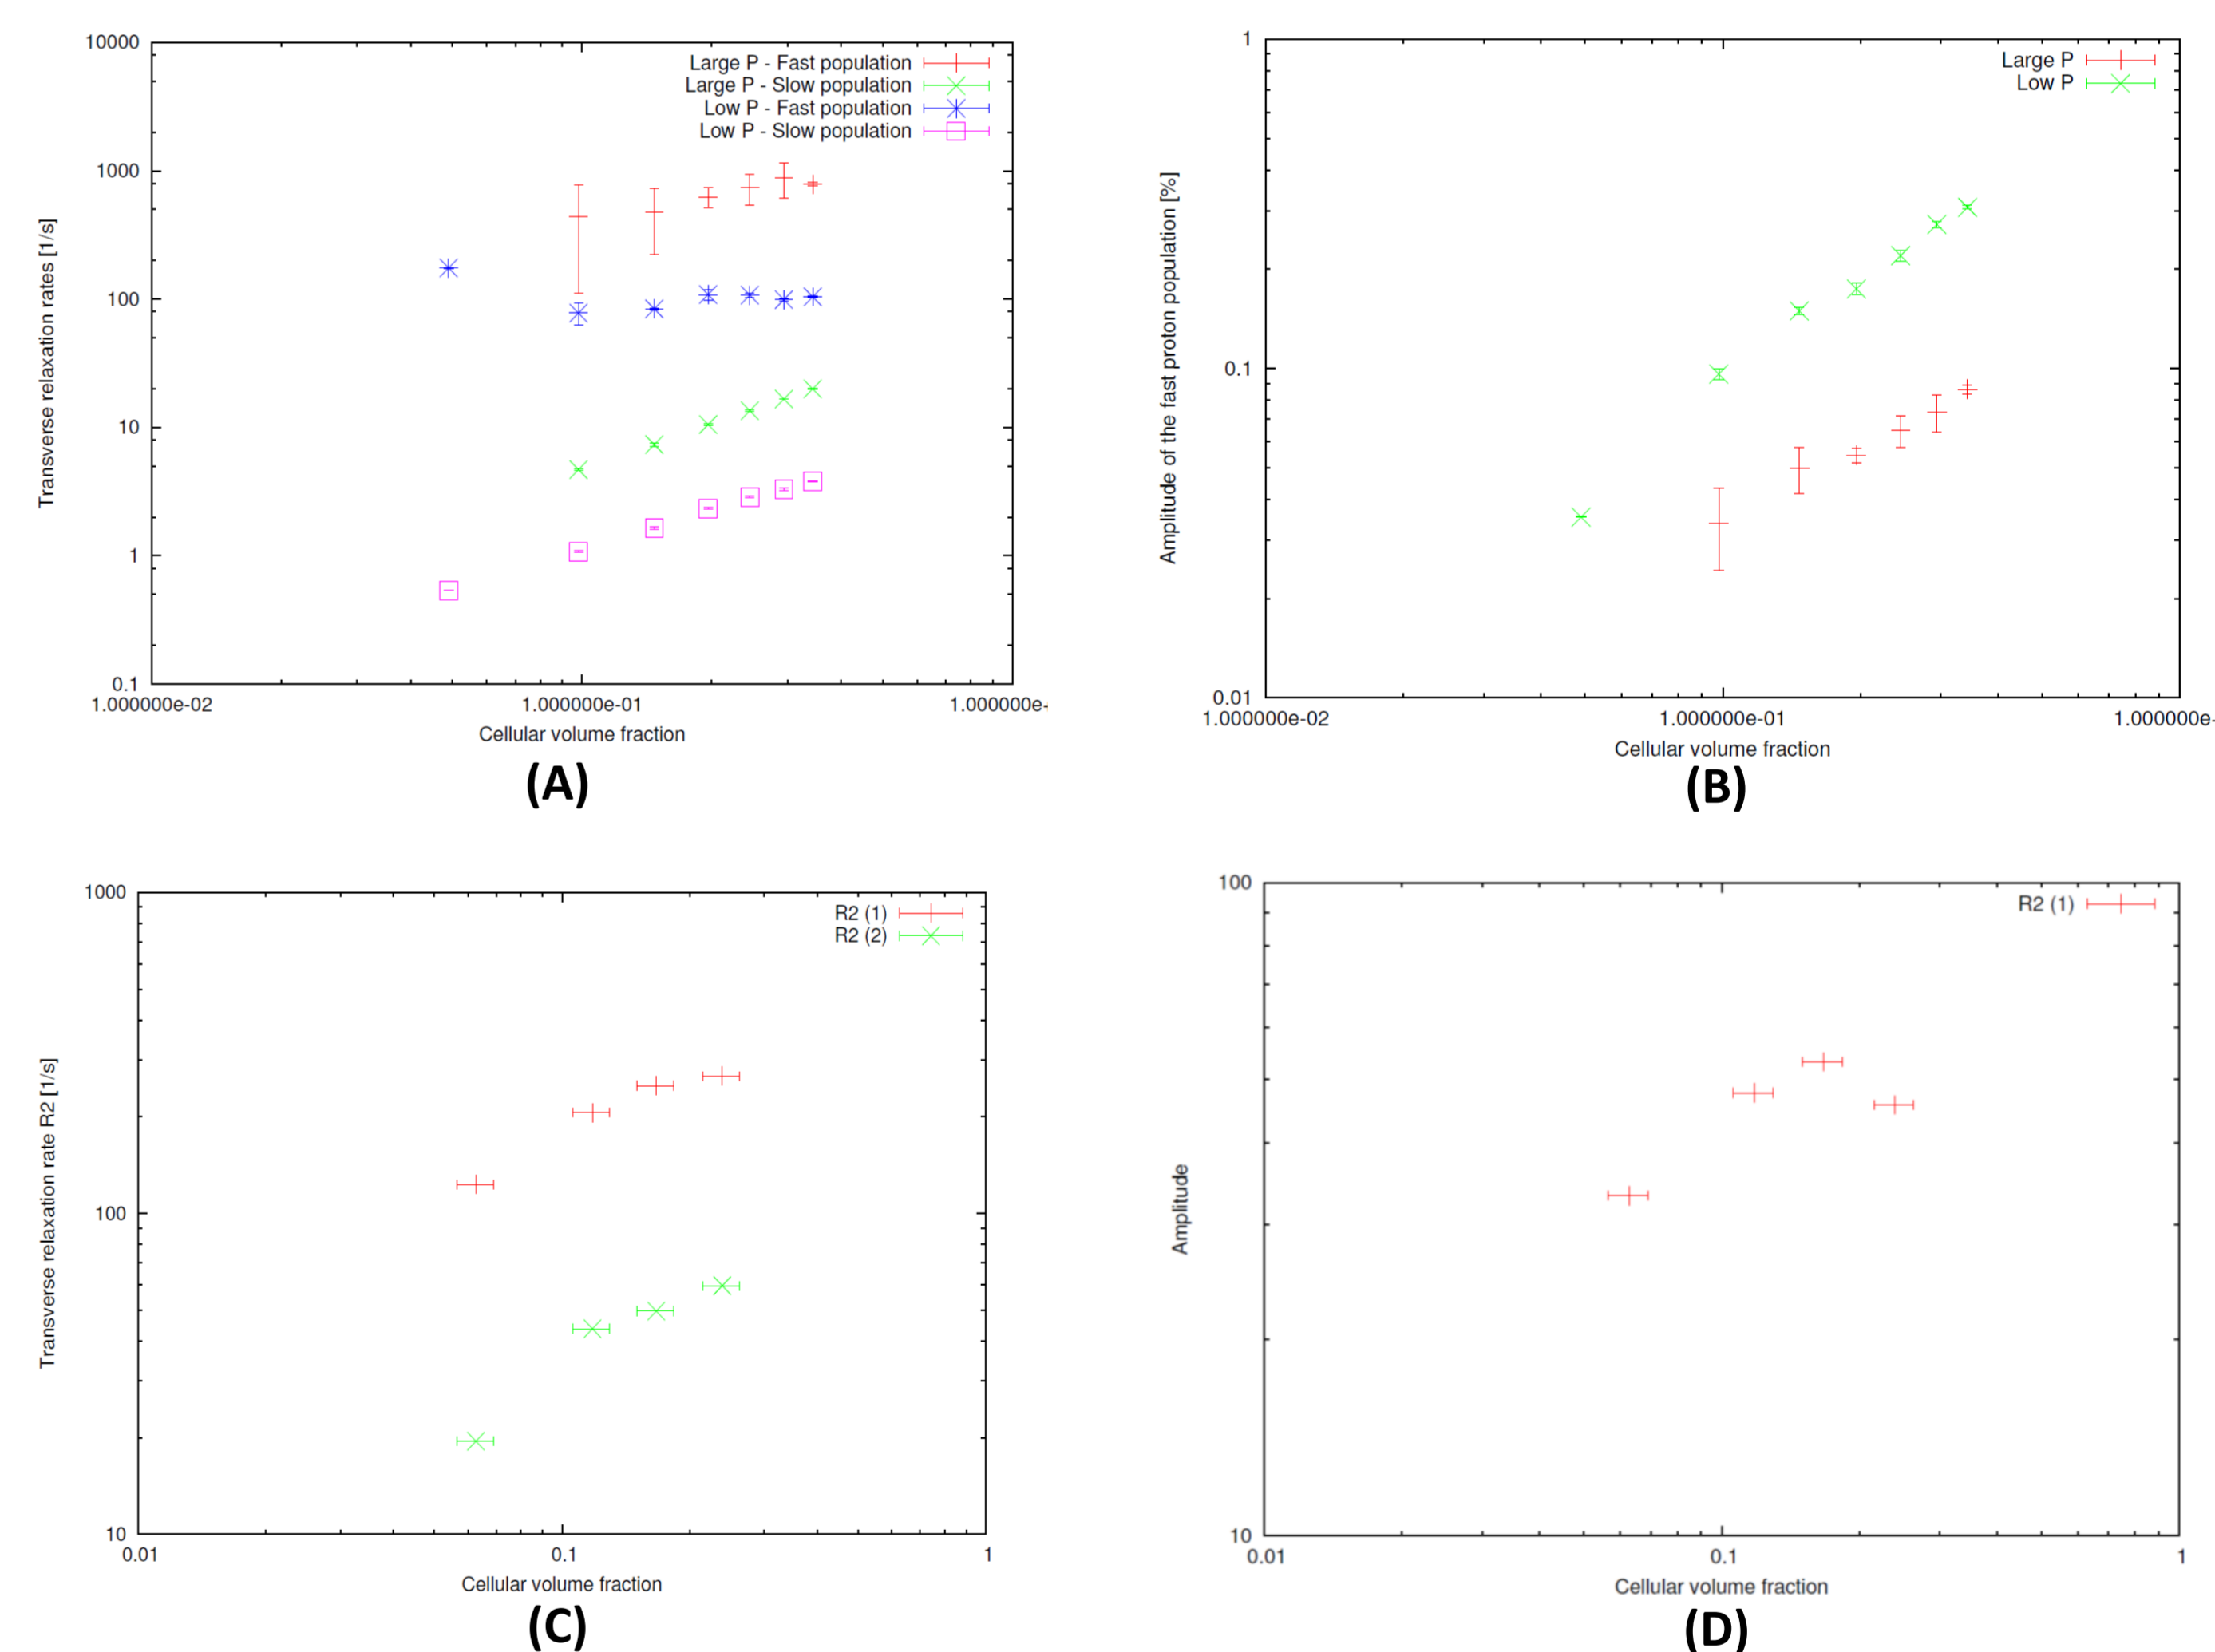 10000
1000
100
10
1
0.1
Transverse relaxation rates [1/s]
Large P - Fast population
Large P - Slow population
Low P - Fast population
Low P - Slow population
1.000000e-02 1.000000e-01 1.000000e-
Cellular volume fraction
(A)
1
0.1
0.01
Amplitude of the fast proton population [%]
Large P
Low P
1.000000e-02 1.000000e-01 1.000000e-
Cellular volume fraction
(B)
1000
100
10
Transverse relaxation rate R2 [1/s]
R2 (1)
R2 (2)
0.01 0.1 1
Cellular volume fraction
(C)
100
10
Amplitude
R2 (1)
0.01 0.1 1
Cellular volume fraction
(D)